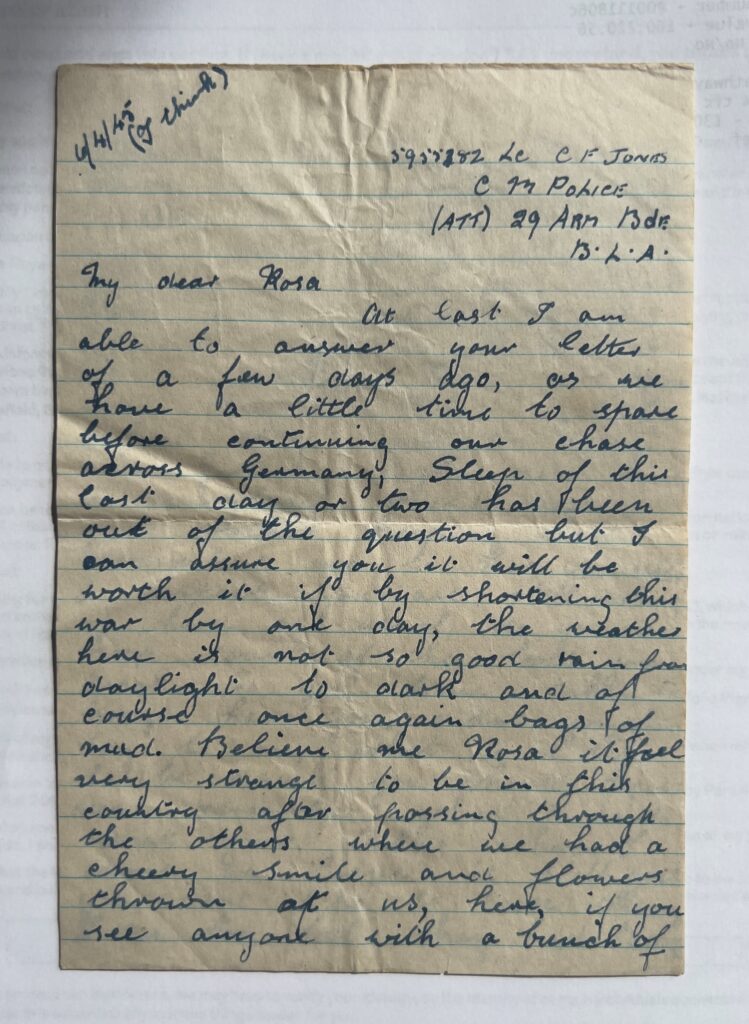 4/4/45
(I think)
5955182 LC C F JONES
C M POLICE
(ATT) 29 ARM BdE
B.L.A.
My dear Rosa
At last I am
able to answer your letter
of a few days ago, as we
have a little time to spare
before continuing our chase
across Germany, Sleep of this
last day or two has been
out of the question but I
can assure you it will be
worth it if by shortening this
war by one day, the weather
here is not so good rain from
daylight to dark and of
course once again bags of
mud. Believe me Rosa it feel
very strange to be in this
country after passing through
the others where we had a
cheery smile and flowers
thrown at us, here, if you
see anyone with a bunch of